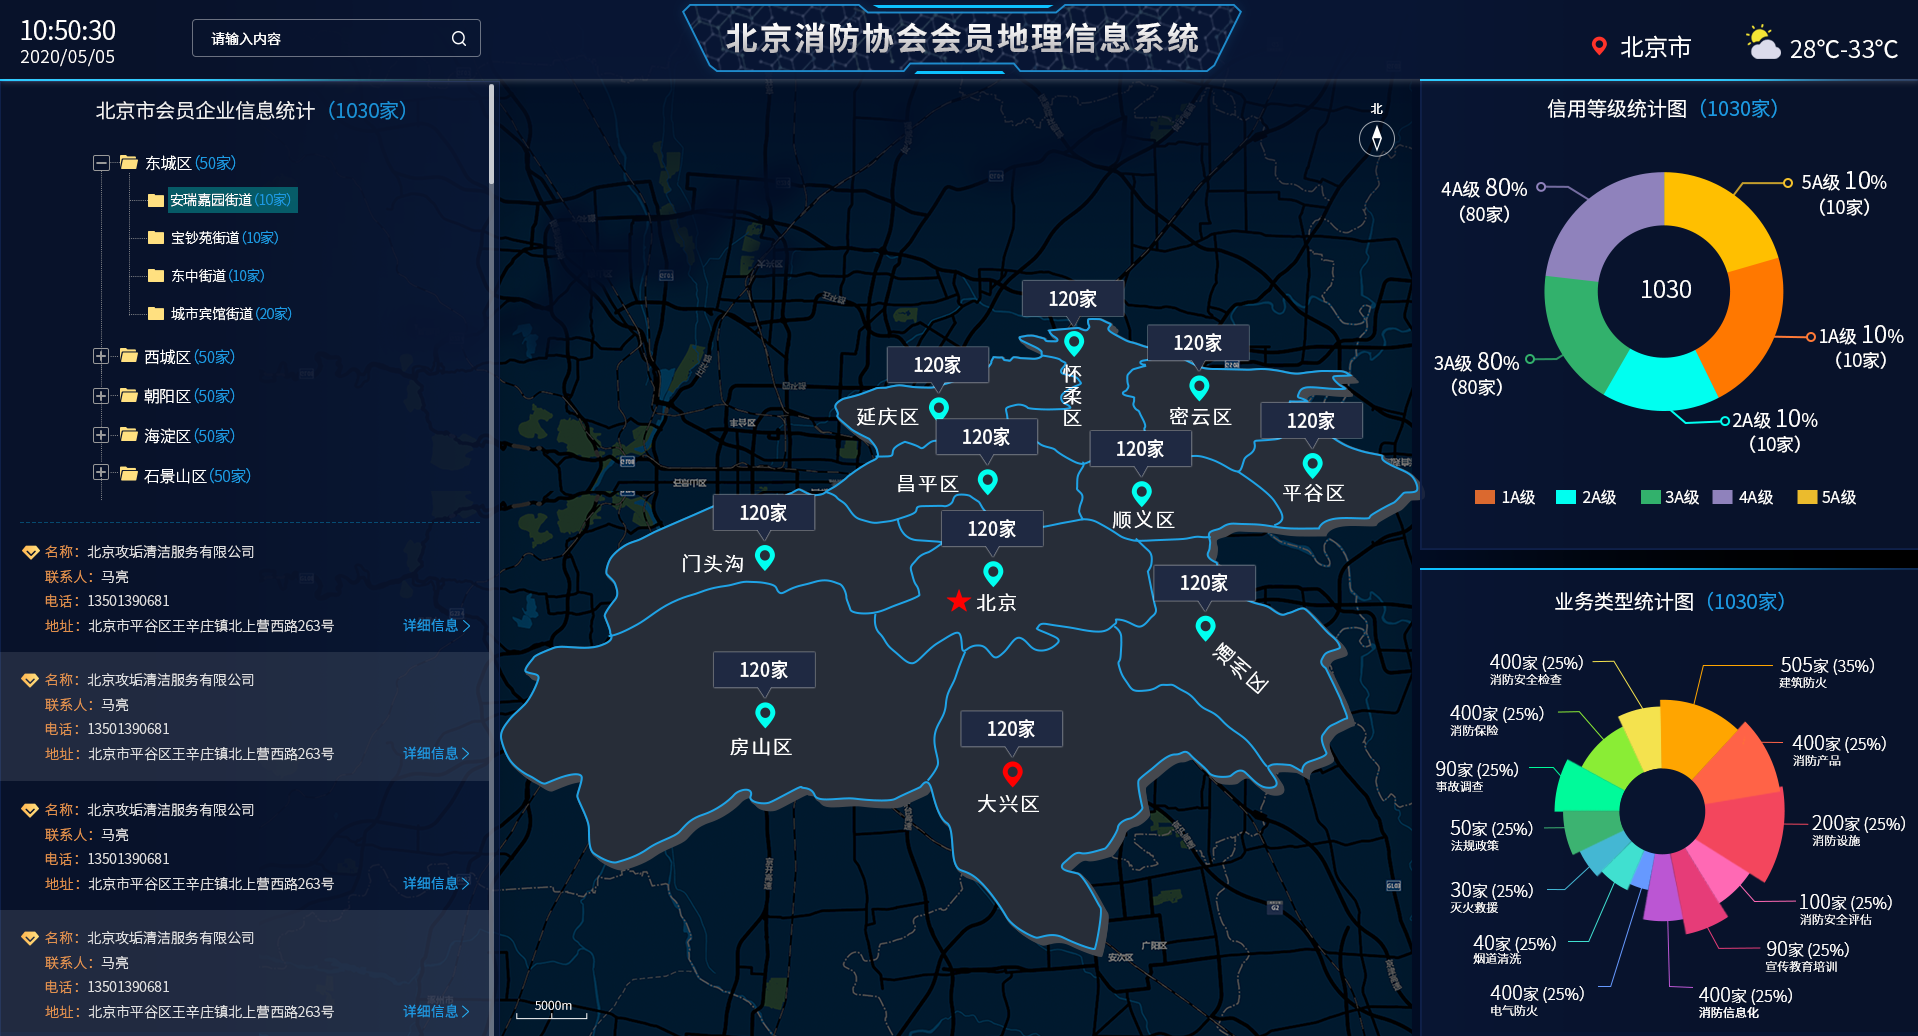 10:50:30
2020/05/05
请输入内容
北京消防协会会员地理信息系统
北京市
28℃-33℃
北京市会员企业信息统计（1030家）
东城区(50家)
安瑞嘉园街道(10家)
宝钞苑街道(10家)
东中街道(10家)
城市宾馆街道(20家)
西城区(50家)
朝阳区(50家)
海淀区(50家)
石景山区(50家)
名称：北京攻垢清洁服务有限公司
联系人：马亮
电话：13501390681
地址：北京市平谷区王辛庄镇北上营西路263号
详细信息
名称：北京攻垢清洁服务有限公司
联系人：马亮
电话：13501390681
地址：北京市平谷区王辛庄镇北上营西路263号
详细信息
名称：北京攻垢清洁服务有限公司
联系人：马亮
电话：13501390681
地址：北京市平谷区王辛庄镇北上营西路263号
详细信息
名称：北京攻垢清洁服务有限公司
联系人：马亮
电话：13501390681
地址：北京市平谷区王辛庄镇北上营西路263号
详细信息
北
120家
怀柔区
120家
密云区
120家
延庆区
120家
平谷区
120家
昌平区
120家
顺义区
120家
门头沟
120家
北京
120家
通州区
120家
房山区
120家
大兴区
广阳区
安次区
G2
5000m
信用等级统计图（1030家）
4A级 80%
（80家）
5A级 10%
（10家）
1030
1A级 10%
（10家）
3A级 80%
（80家）
2A级 10%
（10家）
1A级
2A级
3A级
4A级
5A级
业务类型统计图（1030家）
400家 (25%)
消防安全检查
505家 (35%)
建筑防火
400家 (25%)
消防保险
400家 (25%)
消防产品
90家 (25%)
事故调查
200家 (25%)
消防设施
50家 (25%)
法规政策
30家 (25%)
灭火救援
100家 (25%)
消防安全评估
40家 (25%)
烟道清洗
90家 (25%)
宣传教育培训
400家 (25%)
电气防火
400家 (25%)
消防信息化